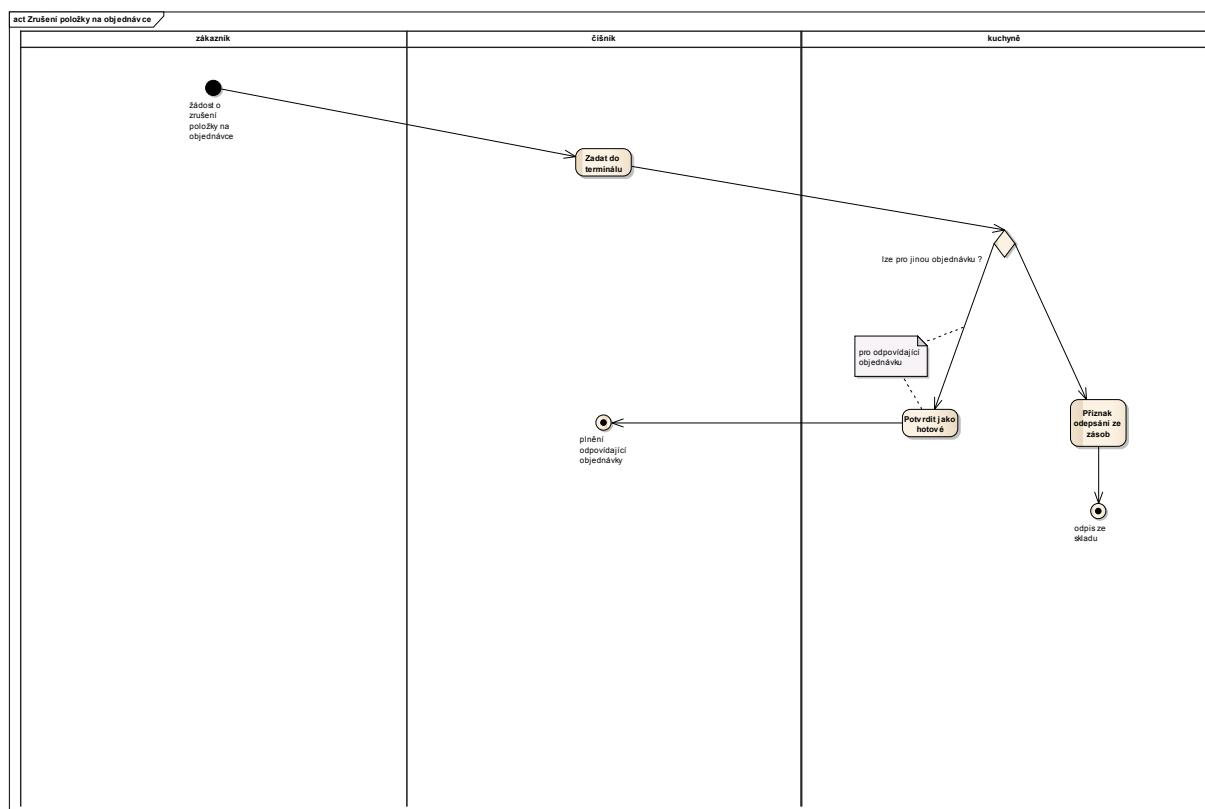 act Zrušení položky na objednávce
zákazník
číšník
kuchyně
žádost o
zrušení
položky na
objednávce
Zadat do
terminálu
lze pro jinou objednávku ?
pro odpovídající
objednávku
Potvrdit jako
hotové
Příznak
odepsání ze
zásob
plnění
odpovídající
objednávky
odpis ze
skladu